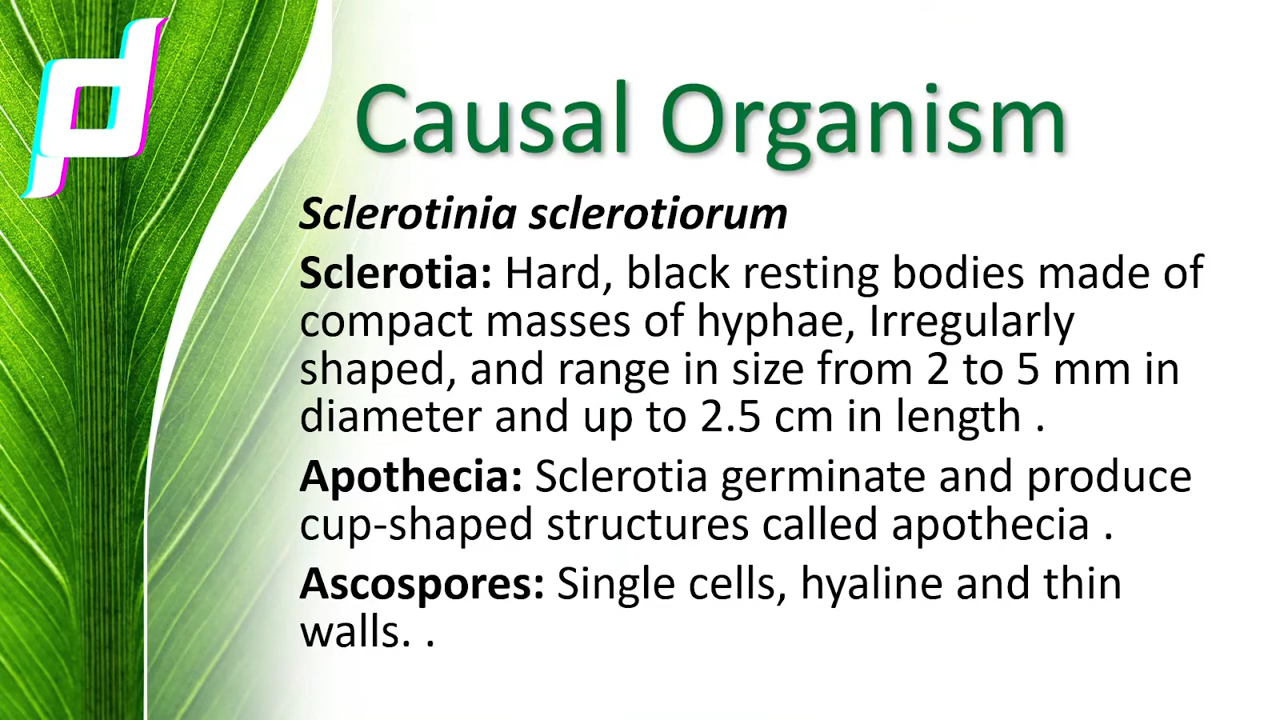 Causal Organism
Sclerotinia sclerotiorum
Sclerotia: Hard, black resting bodies made of
compact masses of hyphae, Irregularly
shaped, and range in size from 2 to 5 mm in
diameter and up to 2.5 cm in length .
Apothecia: Sclerotia germinate and produce
cup-shaped structures called apothecia .
Ascospores: Single cells, hyaline and thin
walls. .